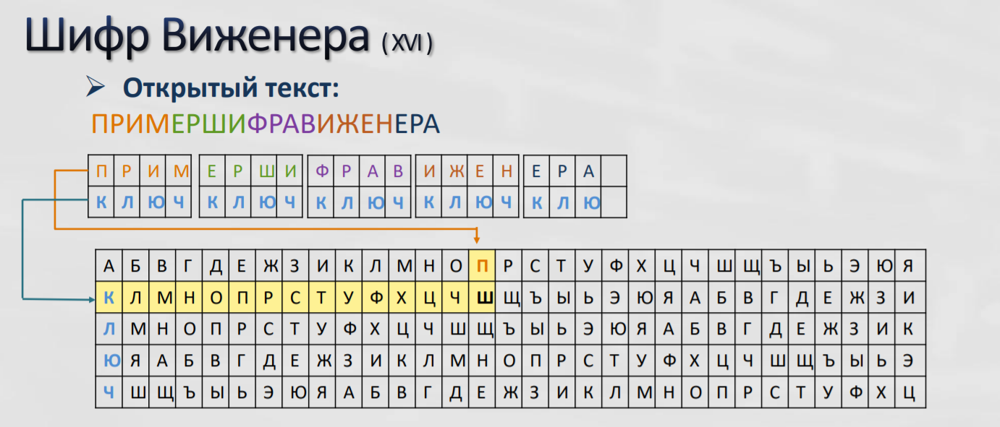 Шифр Виженера (XVI)
➢ Открытый текст:
ПРИМЕРШИФРАВИЖЕНЕРА
П Р И М Е Р Ш И Ф Р А В И Ж Е Н Е Р А
К Л Ю Ч К Л Ю Ч К Л Ю Ч К Л Ю Ч К Л Ю
А Б В Г Д Е Ж З И К Л М Н О П Р С Т У Ф Х Ц Ч Ш Щ Ъ Ы Ь Э Ю Я
К Л М Н О П Р С Т У Ф Х Ц Ч Ш Щ Ъ Ы Ь Э Ю Я А Б В Г Д Е Ж З И
Л М Н О П Р С Т У Ф Х Ц Ч Ш Щ Ъ Ы Ь Э Ю Я А Б В Г Д Е Ж З И К
Ю Я А Б В Г Д Е Ж З И К Л М Н О П Р С Т У Ф Х Ц Ч Ш Щ Ъ Ы Ь Э
Ч Ш Щ Ъ Ы Ь Э Ю Я А Б В Г Д Е Ж З И К Л М Н О П Р С Т У Ф Х Ц